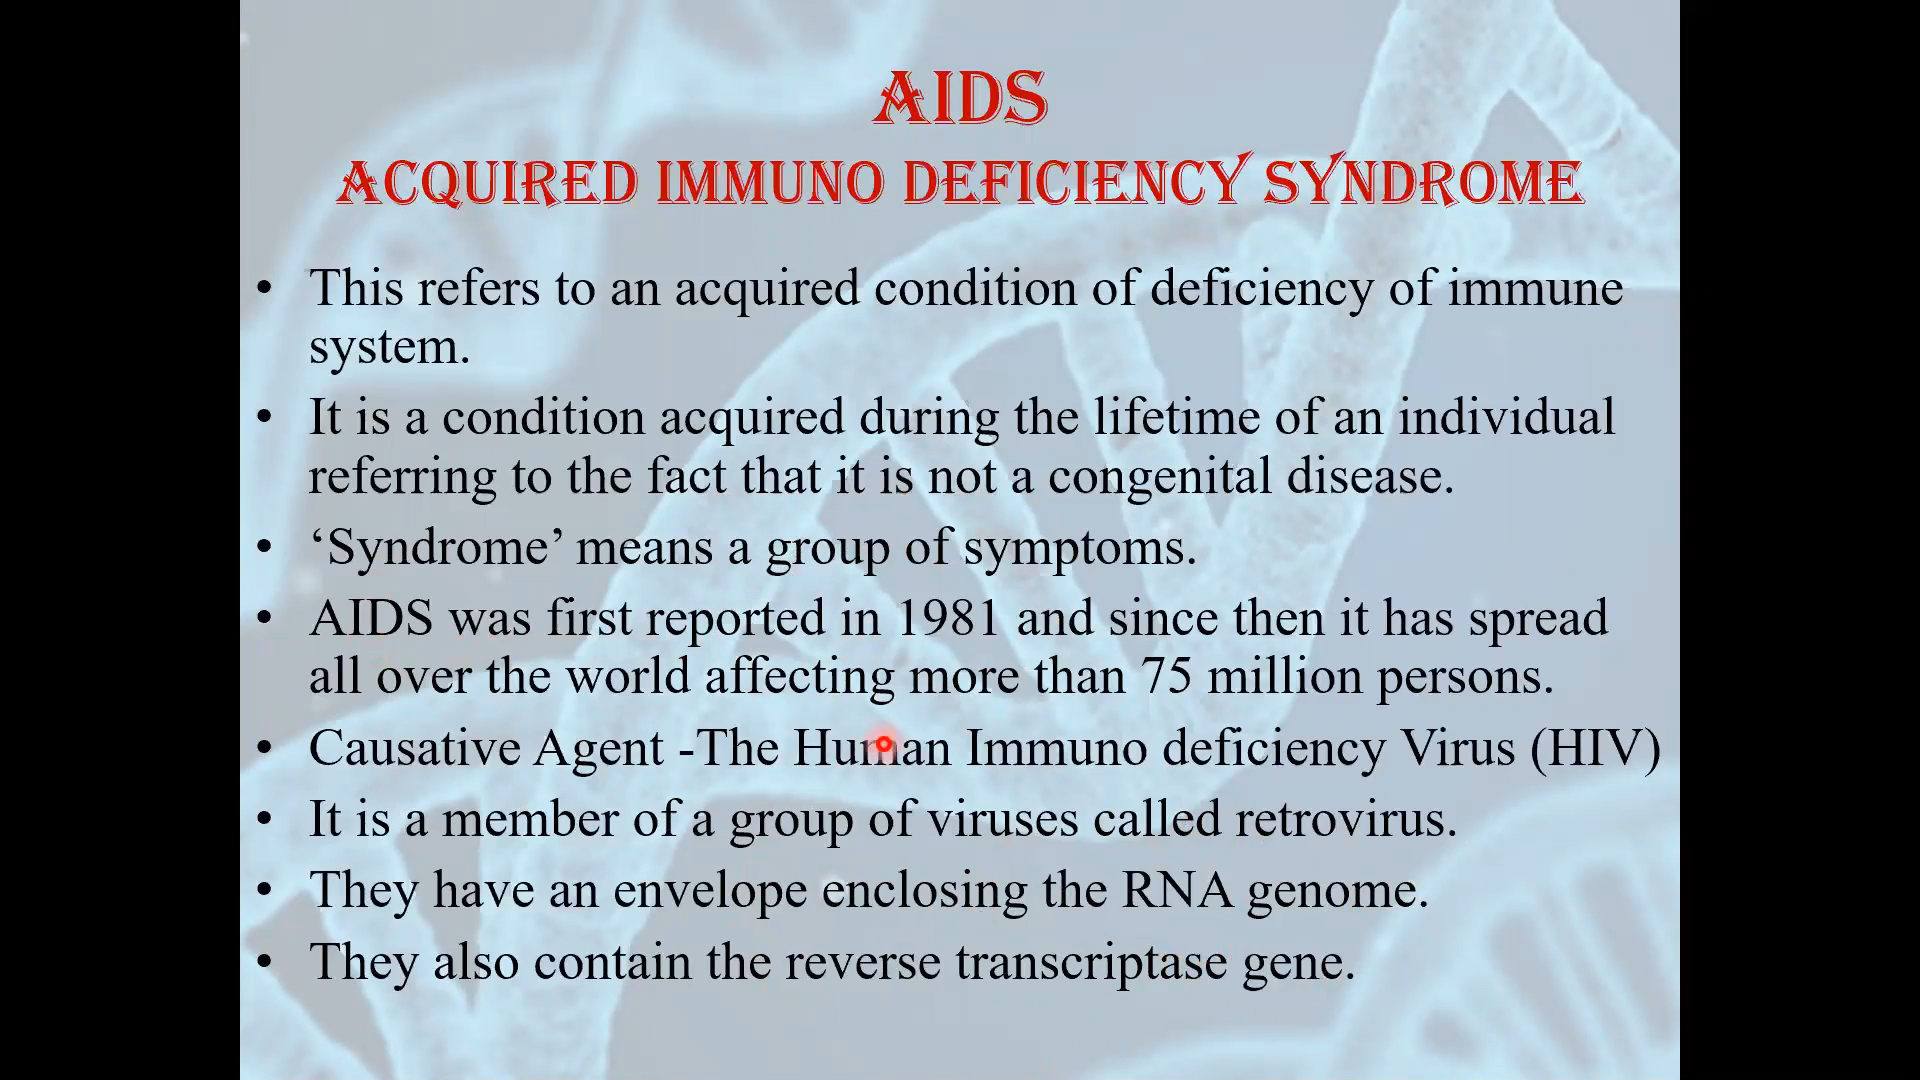 AIDS
ACQUIRED IMMUNO DEFICIENCY SYNDROME
• This refers to an acquired condition of deficiency of immune
system.
• It is a condition acquired during the lifetime of an individual
referring to the fact that it is not a congenital disease.
• ‘Syndrome’ means a group of symptoms.
• AIDS was first reported in 1981 and since then it has spread
all over the world affecting more than 75 million persons.
• Causative Agent -The Human Immuno deficiency Virus (HIV)
• It is a member of a group of viruses called retrovirus.
• They have an envelope enclosing the RNA genome.
• They also contain the reverse transcriptase gene.